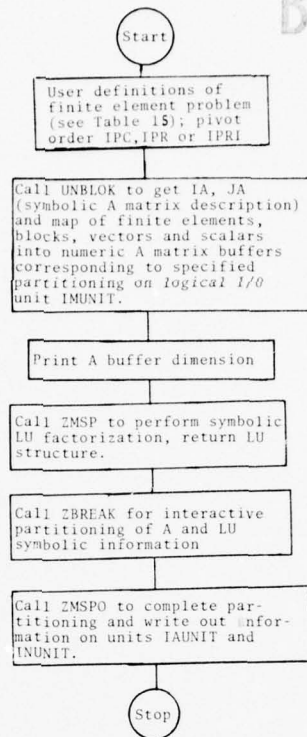 B
Start
User definitions of
finite element problem
(see Table 15); pivot
order IPC,IPR or IPRI
Call UNBLOK to get IA, JA
(symbolic A matrix description)
and map of finite elements,
blocks, vectors and scalars
into numeric A matrix buffers
corresponding to specified
partitioning on logical I/O
unit IMUNIT.
Print A buffer dimension
Call ZMSP to perform symbolic
LU factorization, return LU
structure.
Call ZBREAK for interactive
partitioning of A and LU
symbolic information
Call ZMSPO to complete par-
titioning and write out infor-
mation on units IAUNIT and
INUNIT.
Stop